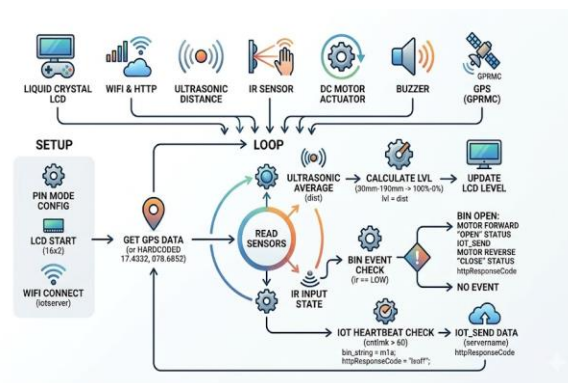 GPRMC
LIQUID CRYSTAL
LCD
WIFI & HTTP
ULTRASONIC
DISTANCE
IR SENSOR
DC MOTOR
ACTUATOR
BUZZER
GPS
(GPRMC)
SETUP
PIN MODE
CONFIG
LCD START
(16x2)
WIFI CONNECT
(iotserver)
LOOP
GET GPS DATA
(or HARDCODED
17.4332, 078.6852)
READ
SENSORS
ULTRASONIC
AVERAGE
(dist)
CALCULATE LVL
(30mm-190mm → 100%-0%)
lvl = dist
UPDATE
LCD LEVEL
IR INPUT
STATE
BIN EVENT
CHECK
(ir == LOW)
BIN OPEN:
MOTOR FORWARD
"OPEN" STATUS
IOT_SEND
MOTOR REVERSE
"CLOSE" STATUS
httpResponseCode
NO EVENT
IOT HEARTBEAT CHECK
(cntlmk > 60)
bin_string = m1a;
httpResponseCode = "lsoff";
IOT_SEND DATA
(servername)
httpResponseCode